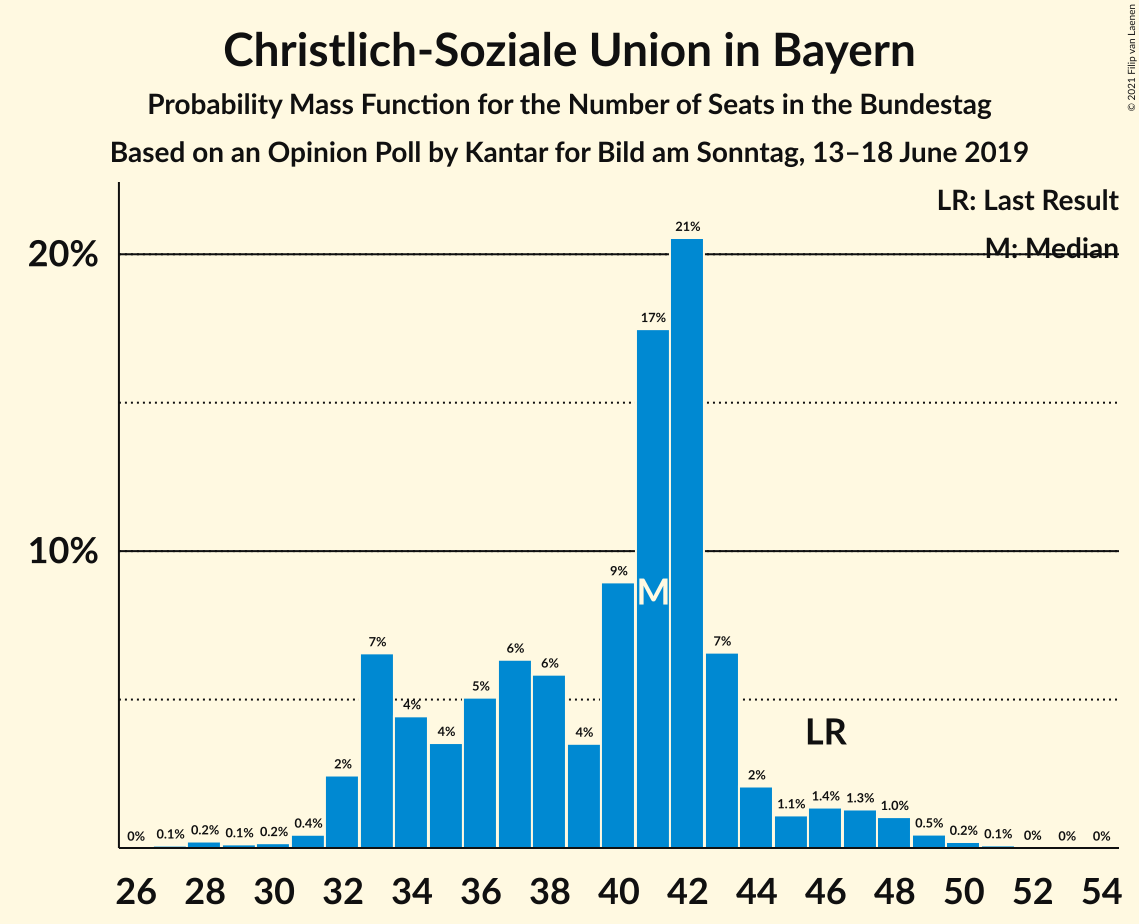 Christlich-Soziale Union in Bayern
Probability Mass Function for the Number of Seats in the Bundestag
Based on an Opinion Poll by Kantar for Bild am Sonntag, 13–18 June 2019
© 2021 Filip van Laenen
LR: Last Result
M: Median
20%
10%
0% 0.1% 0.2% 0.1% 0.2% 0.4% 2% 7% 4% 4% 5% 6% 6% 4% 9% 17% 21% 7% 2% 1.1% 1.4% 1.3% 1.0% 0.5% 0.2% 0.1% 0% 0% 0%
M
LR
26 28 30 32 34 36 38 40 42 44 46 48 50 52 54